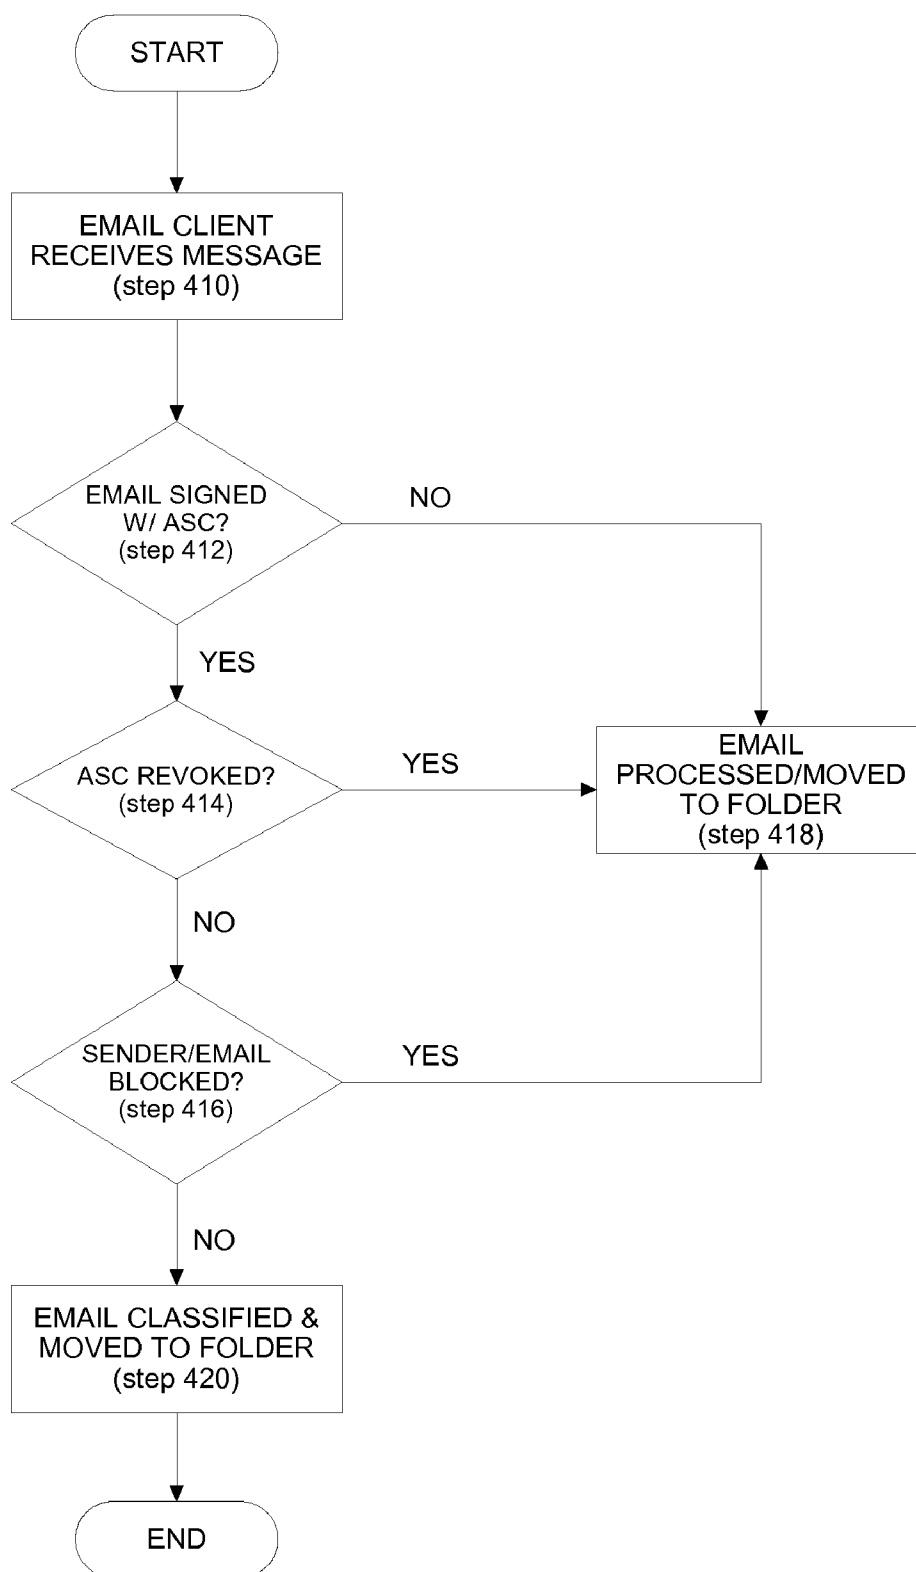 START
EMAIL CLIENT
RECEIVES MESSAGE
(step 410)
EMAIL SIGNED
W/ ASC?
(step 412)
NO
YES
ASC REVOKED?
(step 414)
YES
EMAIL
PROCESSED/MOVED
TO FOLDER
(step 418)
NO
SENDER/EMAIL
BLOCKED?
(step 416)
YES
NO
EMAIL CLASSIFIED &
MOVED TO FOLDER
(step 420)
END